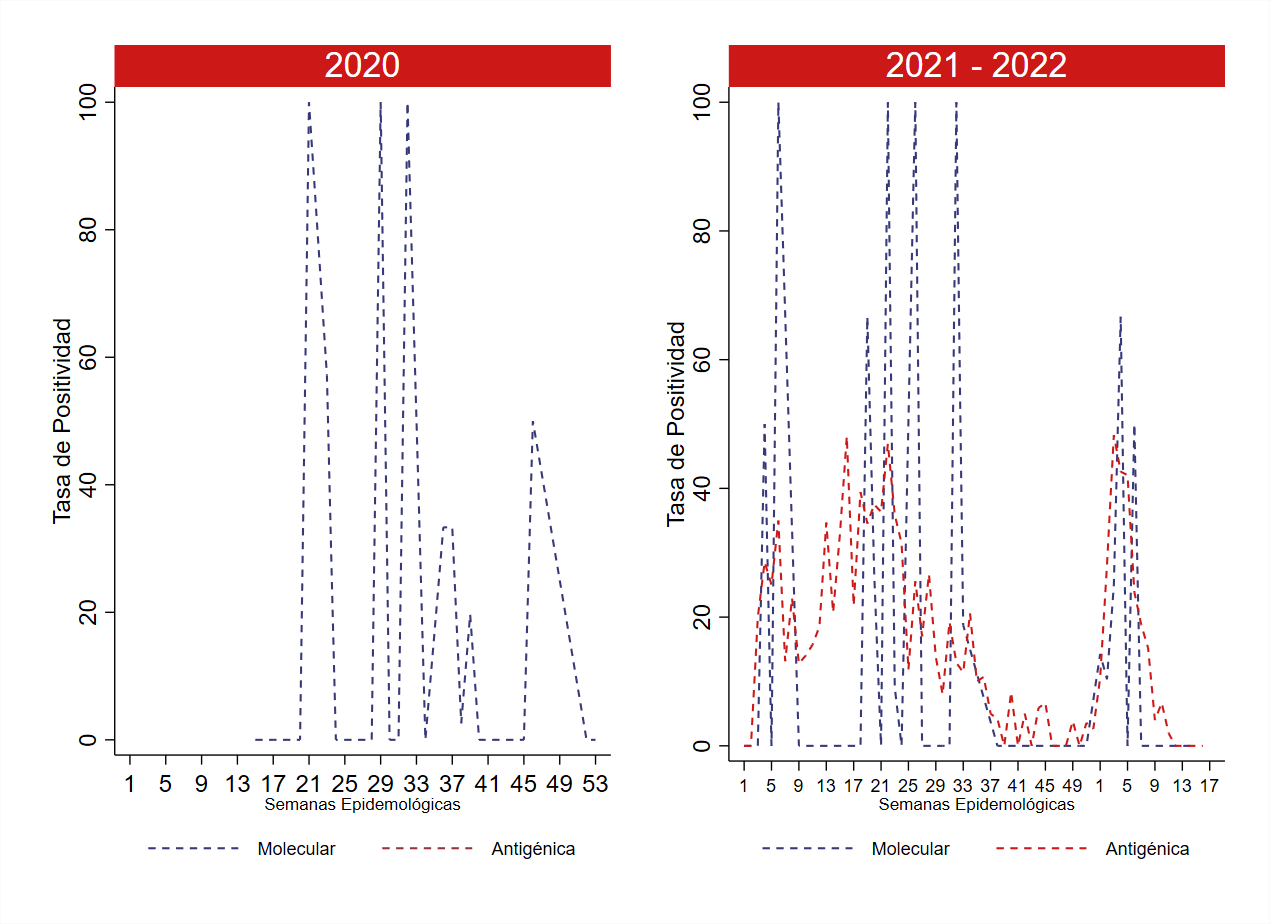 2020
100
80
60
40
20
0
Tasa de Positividad
1 5 9 13 17 21 25 29 33 37 41 45 49 53
Semanas Epidemológicas
Molecular Antigénica
2021 - 2022
100
80
60
40
20
0
Tasa de Positividad
1 5 9 13 17 21 25 29 33 37 41 45 49 1 5 9 13 17
Semanas Epidemológicas
Molecular Antigénica